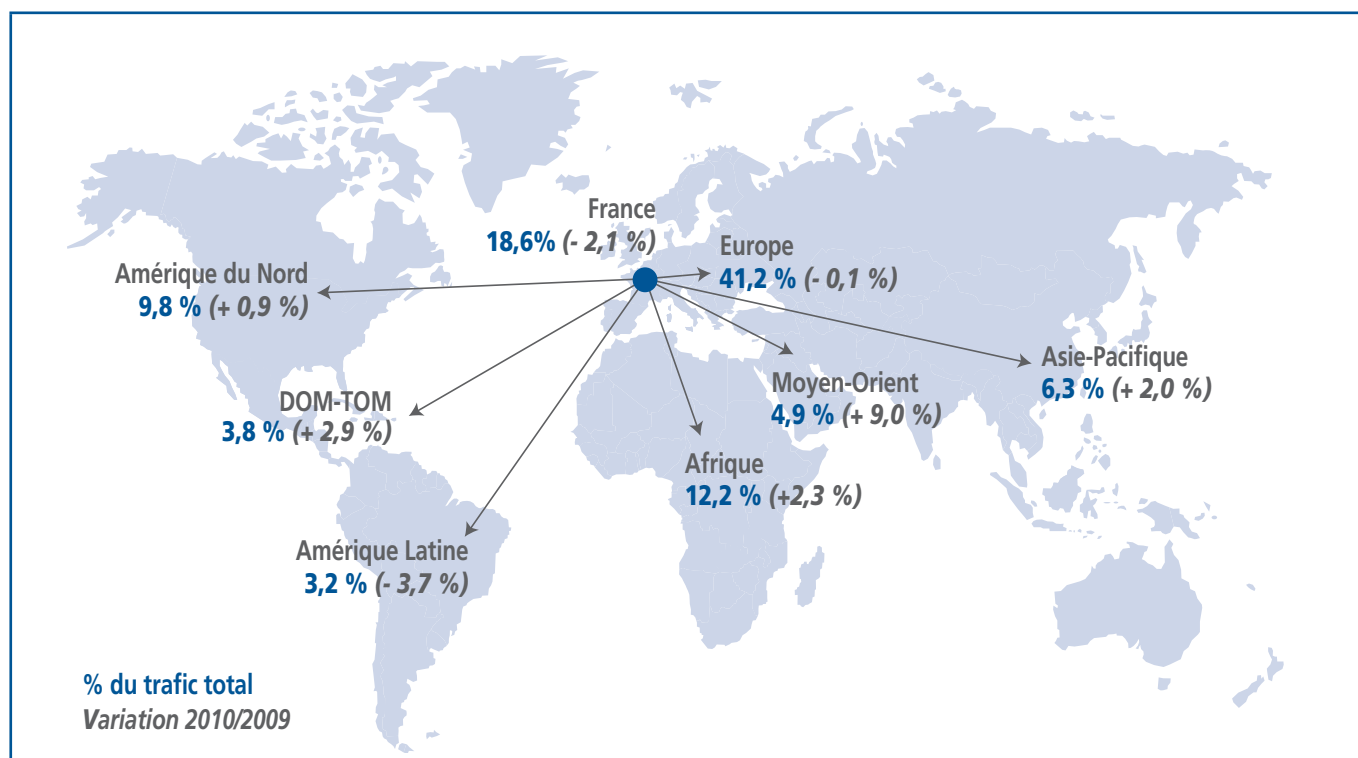 France
18,6% (- 2,1 %)
Europe
41,2 % (- 0,1 %)
Amérique du Nord
9,8 % (+ 0,9 %)
Asie-Pacifique
6,3 % (+ 2,0 %)
Moyen-Orient
4,9 % (+ 9,0 %)
DOM-TOM
3,8 % (+ 2,9 %)
Afrique
12,2 % (+2,3 %)
Amérique Latine
3,2 % (- 3,7 %)
% du trafic total
Variation 2010/2009